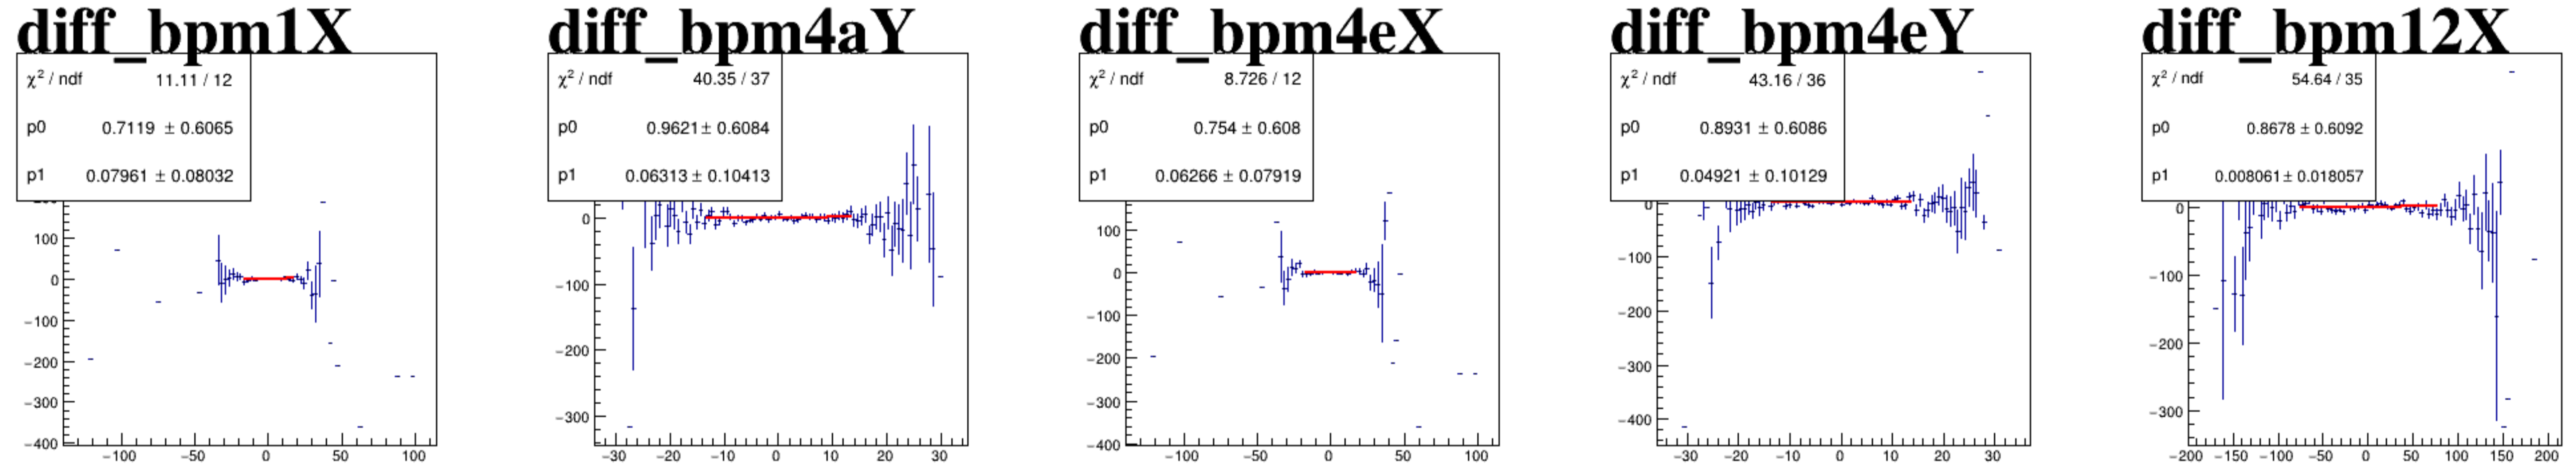 diff_bpm1X
χ² / ndf 11.11 / 12
p0 0.7119 ± 0.6065
p1 0.07961 ± 0.08032
100
0
−100
−200
−300
−400
−100 −50 0 50 100
diff_bpm4aY
χ² / ndf 40.35 / 37
p0 0.9621 ± 0.6084
p1 0.06313 ± 0.10413
0
−100
−200
−300
−30 −20 −10 0 10 20 30
diff_bpm4eX
χ² / ndf 8.726 / 12
p0 0.754 ± 0.608
p1 0.06266 ± 0.07919
100
0
−100
−200
−300
−400
−100 −50 0 50 100
diff_bpm4eY
χ² / ndf 43.16 / 36
p0 0.8931 ± 0.6086
p1 0.04921 ± 0.10129
0
−100
−200
−300
−400
−30 −20 −10 0 10 20 30
diff_bpm12X
χ² / ndf 54.64 / 35
p0 0.8678 ± 0.6092
p1 0.008061 ± 0.018057
0
−100
−200
−300
−200 −150 −100 −50 0 50 100 150 200